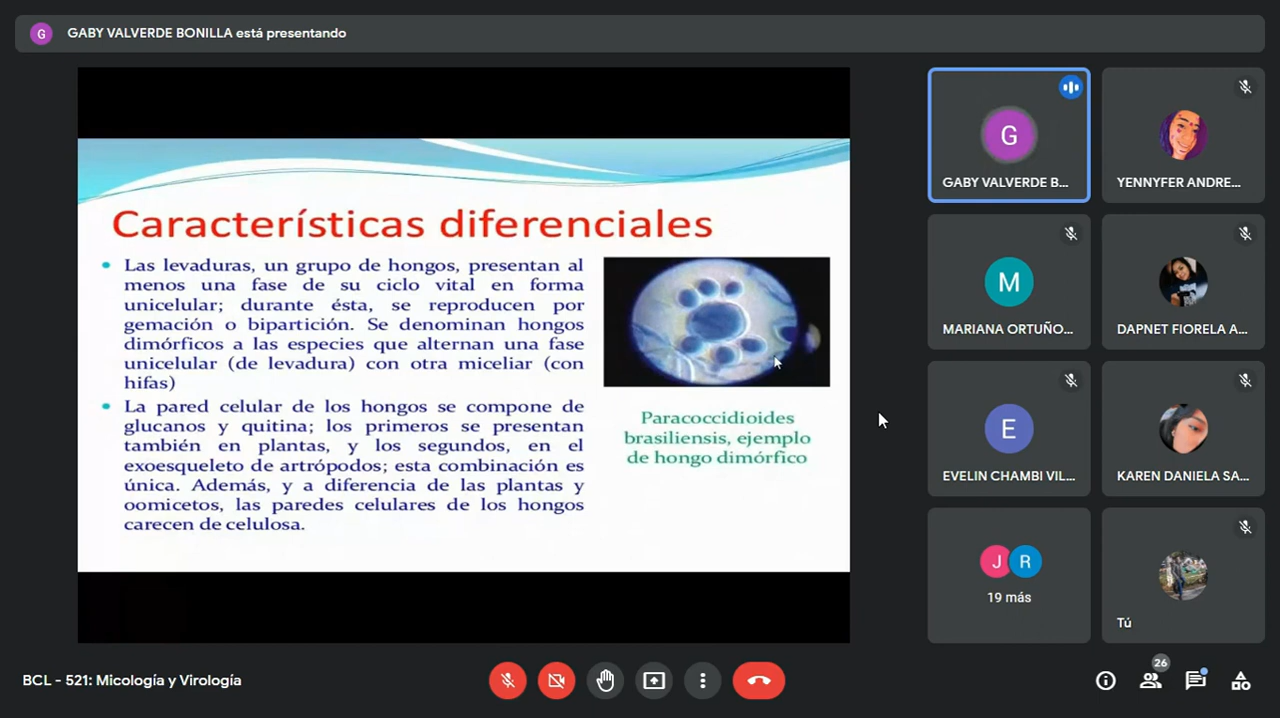 G
GABY VALVERDE BONILLA está presentando
Características diferenciales
Las levaduras, un grupo de hongos, presentan al
menos una fase de su ciclo vital en forma
unicelular; durante ésta, se reproducen por
gemación o bipartición. Se denominan hongos
dimórficos a las especies que alternan una fase
unicelular (de levadura) con otra miceliar (con
hifas)
La pared celular de los hongos se compone de
glucanos y quitina; los primeros se presentan
también en plantas, y los segundos, en el
exoesqueleto de artrópodos; esta combinación es
única. Además, y a diferencia de las plantas y
oomicetos, las paredes celulares de los hongos
carecen de celulosa.
Paracoccidioides
brasiliensis, ejemplo
de hongo dimórfico
G
GABY VALVERDE B...
YENNYFER ANDRE...
M
MARIANA ORTUÑO...
DAPNET FIORELA A...
E
EVELIN CHAMBI VIL...
KAREN DANIELA SA...
J R
19 más
Tú
BCL - 521: Micología y Virología
26